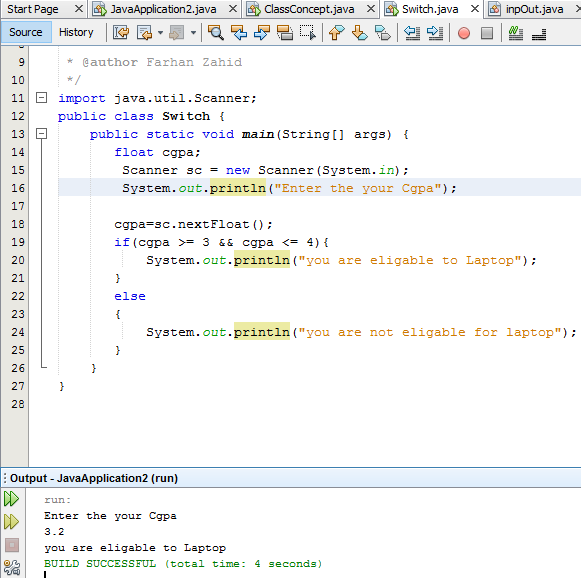 Start Page JavaApplication2.java ClassConcept.java Switch.java inpOut.java
Source History
9 * @author Farhan Zahid
10 */
11 import java.util.Scanner;
12 public class Switch {
13 public static void main(String[] args) {
14 float cgpa;
15 Scanner sc = new Scanner(System.in);
16 System.out.println("Enter the your Cgpa");
17
18 cgpa=sc.nextFloat();
19 if(cgpa >= 3 && cgpa <= 4){
20 System.out.println("you are eligable to Laptop");
21 }
22 else
23 {
24 System.out.println("you are not eligable for laptop");
25 }
26 }
27 }
28
Output - JavaApplication2 (run)
run:
Enter the your Cgpa
3.2
you are eligable to Laptop
BUILD SUCCESSFUL (total time: 4 seconds)